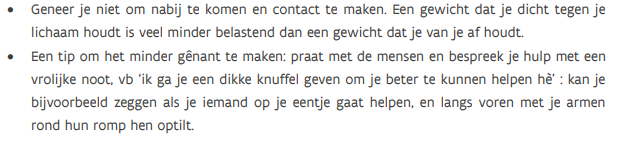 • Geneer je niet om nabij te komen en contact te maken. Een gewicht dat je dicht tegen je
lichaam houdt is veel minder belastend dan een gewicht dat je van je af houdt.
• Een tip om het minder gênant te maken: praat met de mensen en bespreek je hulp met een
vrolijke noot, vb ‘ik ga je een dikke knuffel geven om je beter te kunnen helpen hè’ : kan je
bijvoorbeeld zeggen als je iemand op je eentje gaat helpen, en langs voren met je armen
rond hun romp hen optilt.